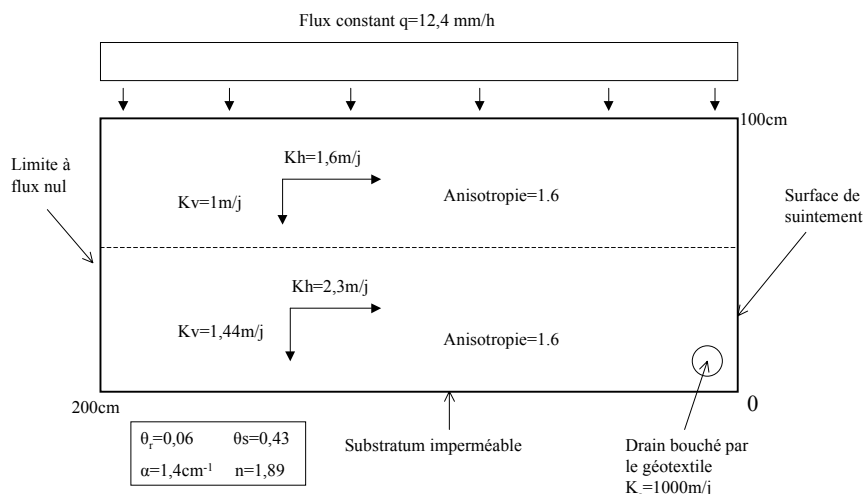 Flux constant q=12,4 mm/h
100cm
Limite à
flux nul
Kh=1,6m/j
Kv=1m/j
Anisotropie=1.6
Surface de
suintement
Kh=2,3m/j
Kv=1,44m/j
Anisotropie=1.6
200cm
0
θr=0,06 θs=0,43
α=1,4cm-1 n=1,89
Substratum imperméable
Drain bouché par
le géotextile
Ks=1000m/j